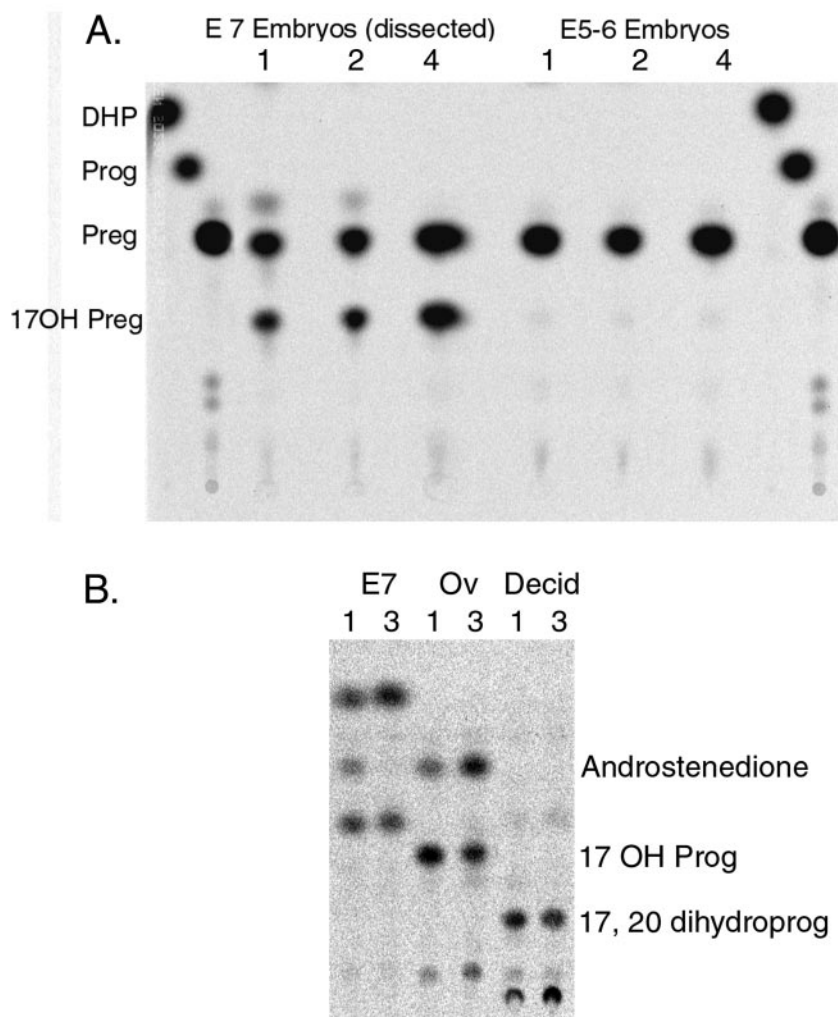 A.
E 7 Embryos (dissected) E5-6 Embryos
1 2 4 1 2 4
DHP
Prog
Preg
17OH Preg
B.
E7 Ov Decid
1 3 1 3 1 3
Androstenedione
17 OH Prog
17, 20 dihydroprog